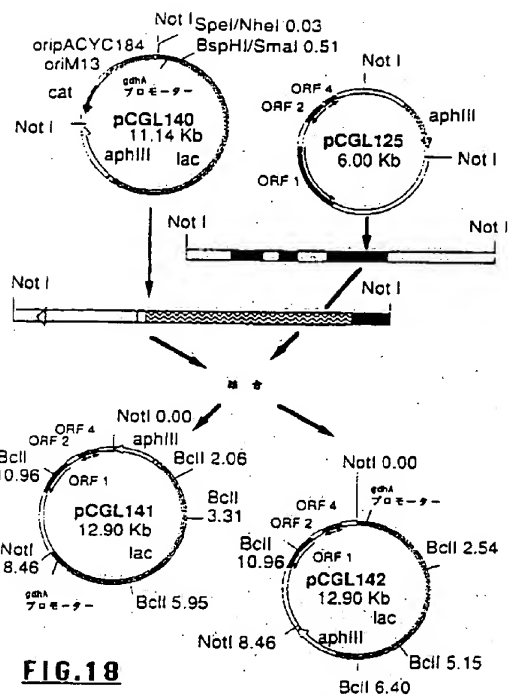 Not I
SpeI/NheI 0.03
BspHI/SmaI 0.51
oripACYC184
oriM13
cat
gdhA
プロモーター
Not I
pCGL140
11.14 Kb
aphIII
lac
Not I
ORF 4
ORF 2
aphIII
pCGL125
6.00 Kb
Not I
ORF 1
Not I
Not I
Not I
Not I
結合
NotI 0.00
ORF 4
ORF 2
aphIII
BclI
10.96
BclI 2.06
ORF 1
pCGL141
12.90 Kb
BclI
3.31
lac
NotI
8.46
gdhA
プロモーター
BclI 5.95
NotI 0.00
gdhA
プロモーター
ORF 4
ORF 2
BclI
10.96
ORF 1
BclI 2.54
pCGL142
12.90 Kb
lac
NotI 8.46
aphIII
BclI 5.15
BclI 6.40
FIG.18